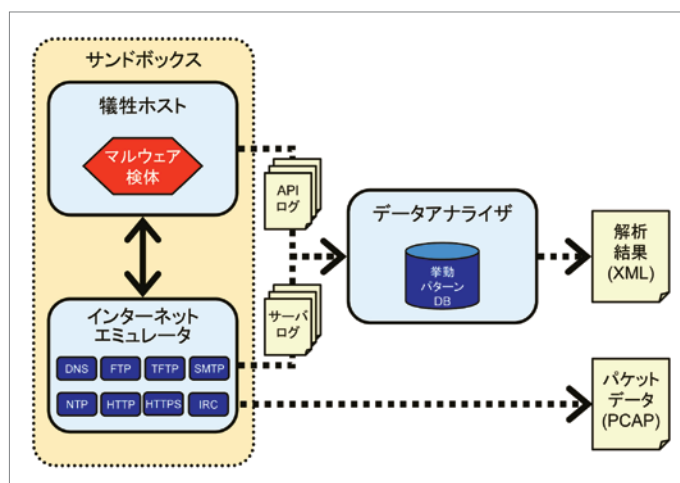 サンドボックス
犠牲ホスト
マルウェア
検体
API
ログ
データアナライザ
挙動
パターン
DB
解析
結果
(XML)
インターネット
エミュレータ
サーバ
ログ
DNS
FTP
TFTP
SMTP
NTP
HTTP
HTTPS
IRC
パケット
データ
(PCAP)